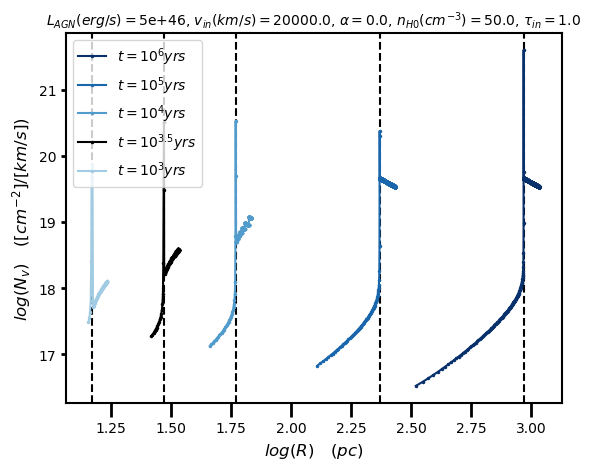 L_AGN(erg/s) = 5e+46, v_in(km/s) = 20000.0, α = 0.0, n_H0(cm^−3) = 50.0, τ_in = 1.0
t = 10^6 yrs
t = 10^5 yrs
t = 10^4 yrs
t = 10^3.5 yrs
t = 10^3 yrs
log(N_v) ([cm^−2]/[km/s])
21
20
19
18
17
1.25 1.50 1.75 2.00 2.25 2.50 2.75 3.00
log(R) (pc)